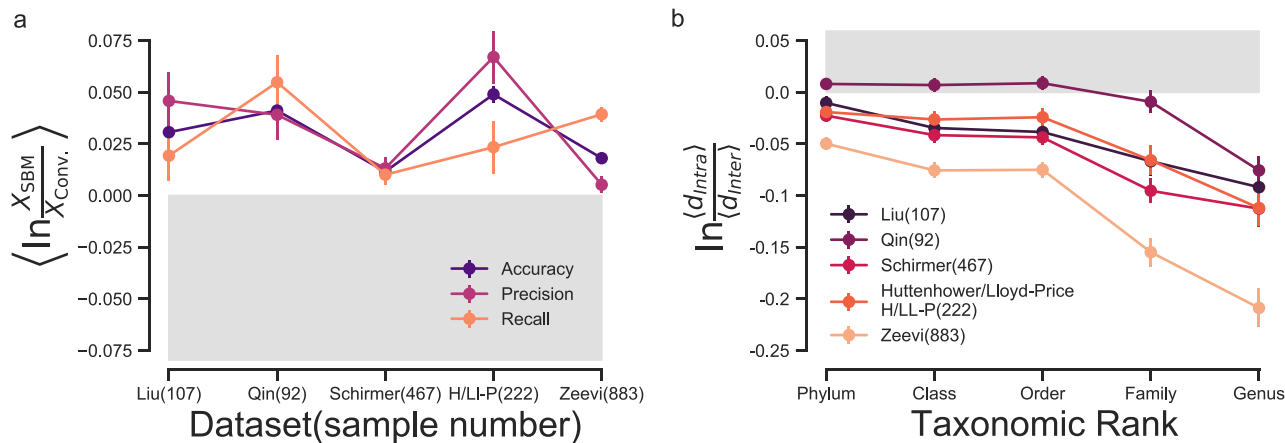 a
0.075
0.050
0.025
0.000
−0.025
−0.050
−0.075
⟨ln X_SBM / X_Conv.⟩
Accuracy
Precision
Recall
Liu(107)
Qin(92)
Schirmer(467)
H/Ll-P(222)
Zeevi(883)
Dataset(sample number)
b
0.05
0.0
-0.05
-0.1
-0.15
-0.2
-0.25
ln ⟨d_Intra⟩ / ⟨d_Inter⟩
Liu(107)
Qin(92)
Schirmer(467)
Huttenhower/Lloyd-Price
H/LL-P(222)
Zeevi(883)
Phylum
Class
Order
Family
Genus
Taxonomic Rank